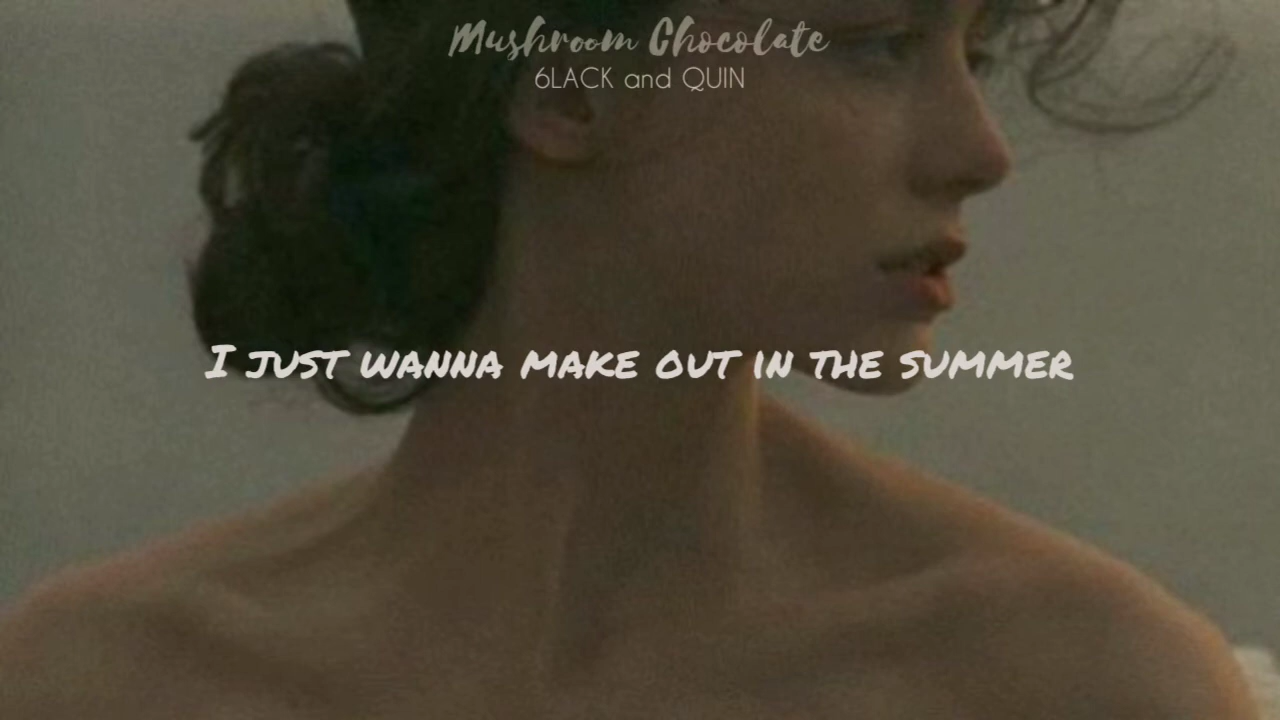 Mushroom Chocolate
6LACK and QUIN
I JUST WANNA MAKE OUT IN THE SUMMER